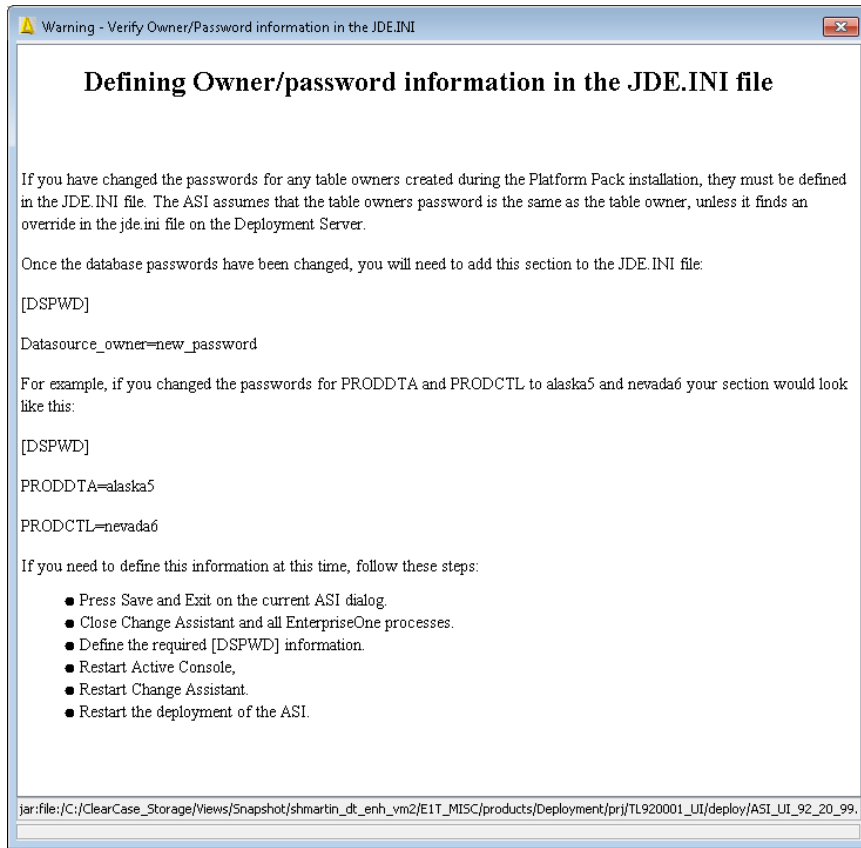 Warning - Verify Owner/Password information in the JDE.INI
Defining Owner/password information in the JDE.INI file
If you have changed the passwords for any table owners created during the Platform Pack installation, they must be defined
in the JDE.INI file. The ASI assumes that the table owners password is the same as the table owner, unless it finds an
override in the jde.ini file on the Deployment Server.
Once the database passwords have been changed, you will need to add this section to the JDE.INI file:
[DSPWD]
Datasource_owner=new_password
For example, if you changed the passwords for PRODDTA and PRODCTL to alaska5 and nevada6 your section would look
like this:
[DSPWD]
PRODDTA=alaska5
PRODCTL=nevada6
If you need to define this information at this time, follow these steps:
● Press Save and Exit on the current ASI dialog.
● Close Change Assistant and all EnterpriseOne processes.
● Define the required [DSPWD] information.
● Restart Active Console,
● Restart Change Assistant.
● Restart the deployment of the ASI.
jar:file:/C:/ClearCase_Storage/Views/Snapshot/shmartin_dt_enh_vm2/E1T_MISC/products/Deployment/prj/TL920001_UI/deploy/ASI_UI_92_20_99.